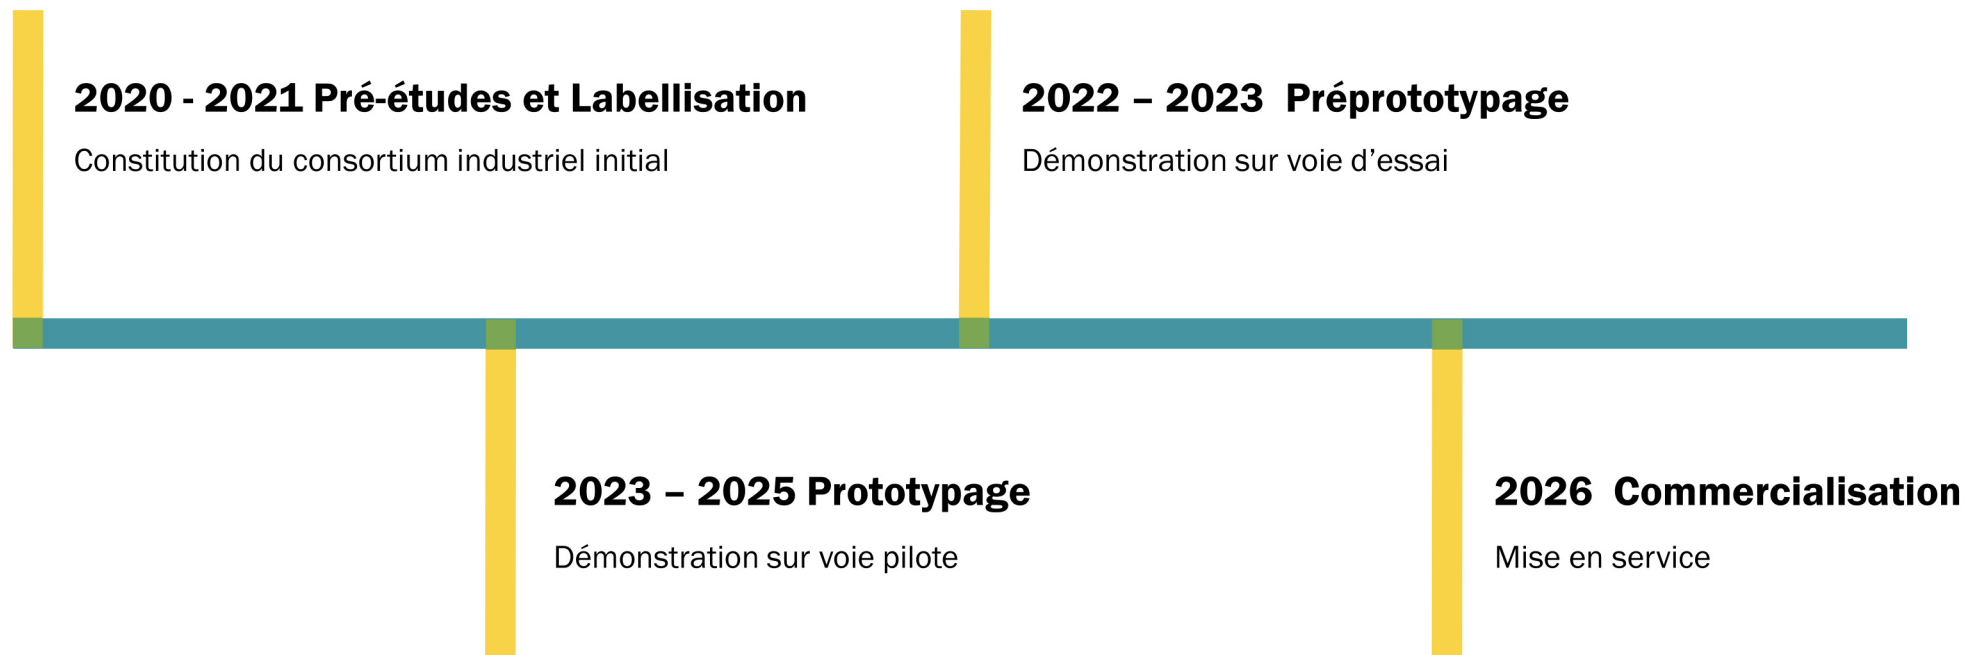 2020 - 2021 Pré-études et Labellisation
Constitution du consortium industriel initial
2022 – 2023  Préprototypage
Démonstration sur voie d’essai
2023 – 2025 Prototypage
Démonstration sur voie pilote
2026  Commercialisation
Mise en service